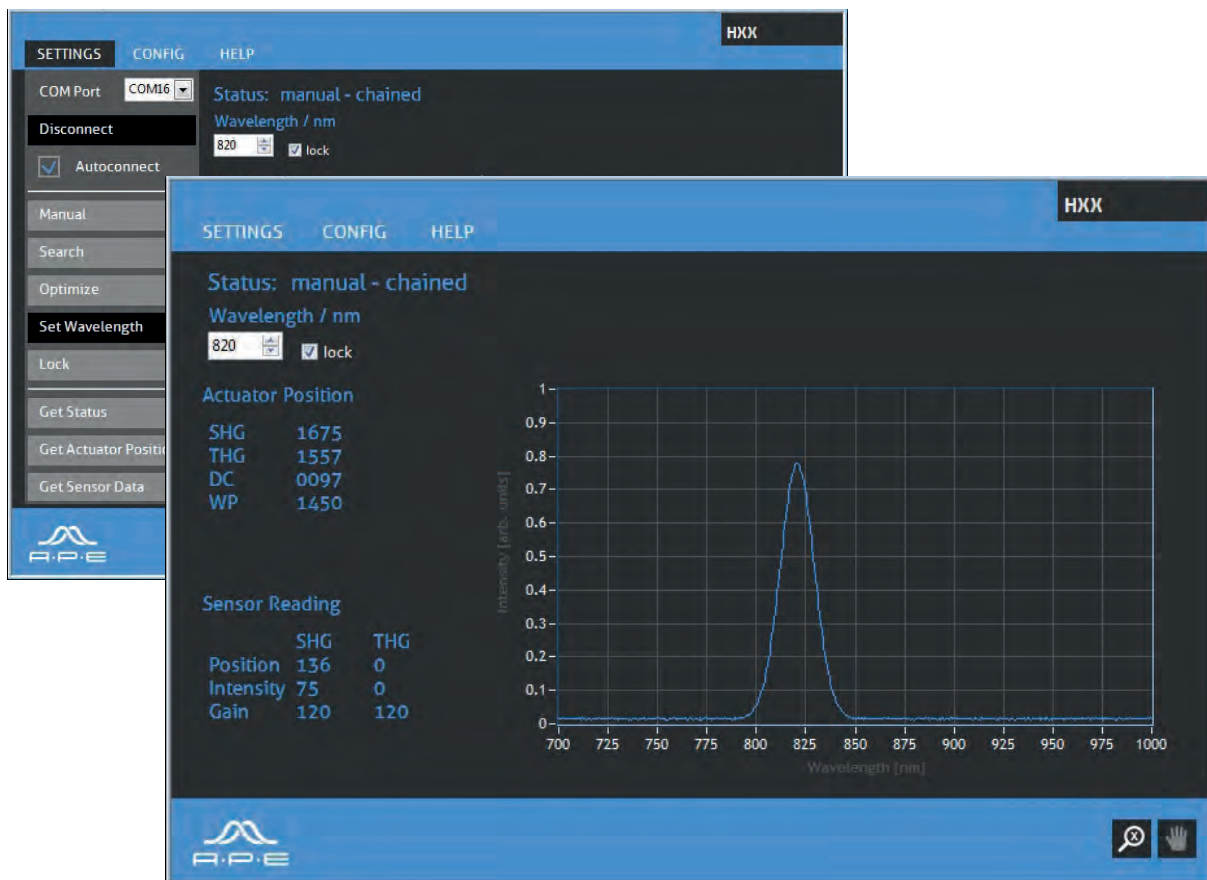 HXX
SETTINGS CONFIG HELP
COM Port COM16
Disconnect
Autoconnect
Manual
Search
Optimize
Set Wavelength
Lock
Get Status
Get Actuator Positio
Get Sensor Data
A.P.E
Status: manual - chained
Wavelength / nm
820 lock
HXX
SETTINGS CONFIG HELP
Status: manual - chained
Wavelength / nm
820 lock
Actuator Position
SHG 1675
THG 1557
DC 0097
WP 1450
Sensor Reading
SHG THG
Position 136 0
Intensity 75 0
Gain 120 120
Intensity [arb. units]
1
0.9
0.8
0.7
0.6
0.5
0.4
0.3
0.2
0.1
0
700 725 750 775 800 825 850 875 900 925 950 975 1000
Wavelength [nm]
A.P.E